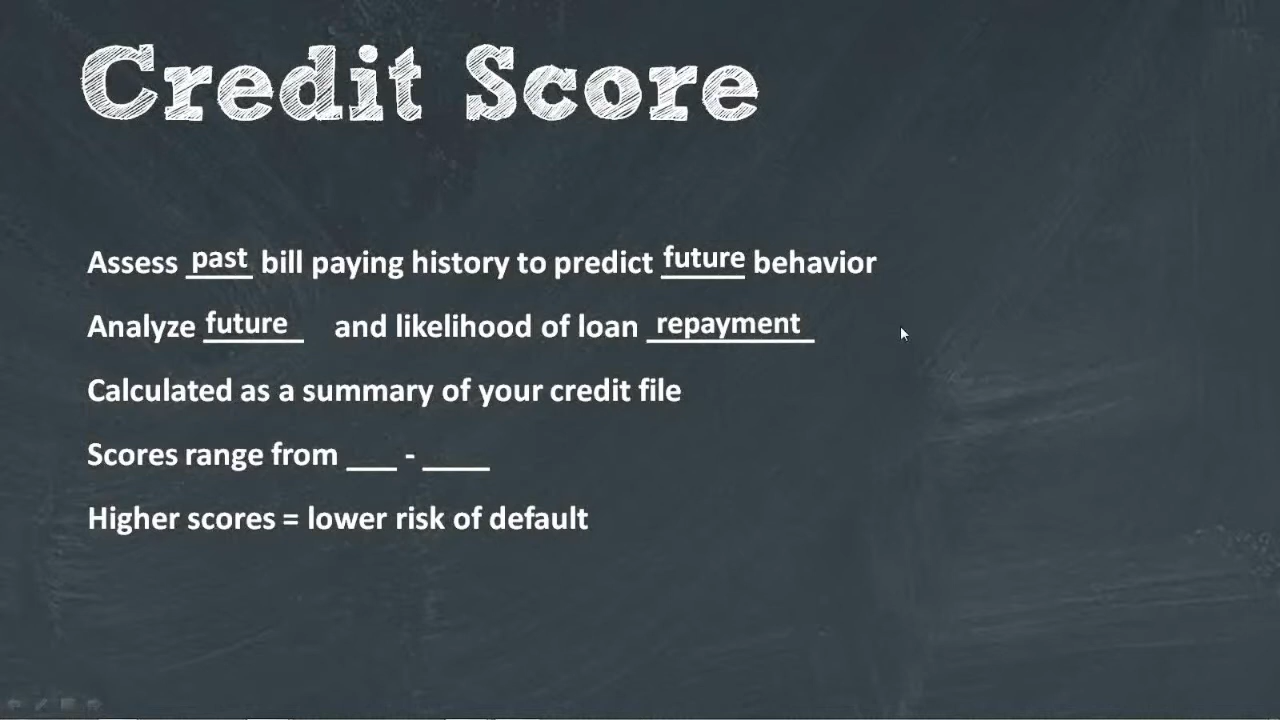 Credit Score
Assess past bill paying history to predict future behavior
Analyze future and likelihood of loan repayment
Calculated as a summary of your credit file
Scores range from ___ - ____
Higher scores = lower risk of default